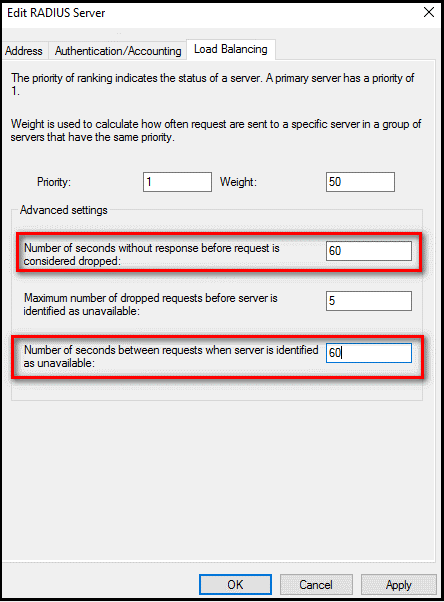 Edit RADIUS Server
Address Authentication/Accounting Load Balancing
The priority of ranking indicates the status of a server. A primary server has a priority of
1.
Weight is used to calculate how often request are sent to a specific server in a group of
servers that have the same priority.
Priority: 1 Weight: 50
Advanced settings
Number of seconds without response before request is
considered dropped:
60
Maximum number of dropped requests before server is
identified as unavailable:
5
Number of seconds between requests when server is identified
as unavailable:
60
OK Cancel Apply